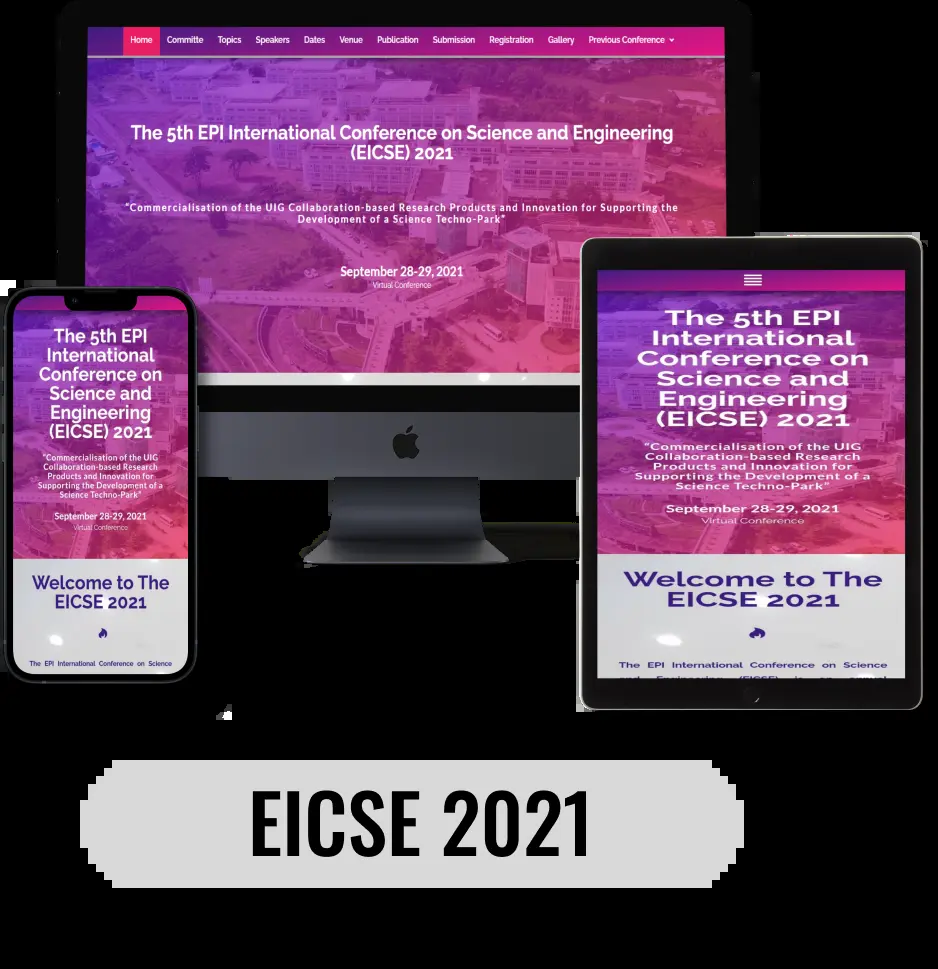 Home Committe Topics Speakers Dates Venue Publication Submission Registration Gallery Previous Conference
The 5th EPI International Conference on Science and Engineering
(EICSE) 2021
"Commercialisation of the UIG Collaboration-based Research Products and Innovation for Supporting the
Development of a Science Techno-Park"
September 28-29, 2021
Virtual Conference
The 5th EPI
International
Conference on
Science and
Engineering
(EICSE) 2021
"Commercialisation of the UIG
Collaboration-based Research
Products and Innovation for
Supporting the Development of a
Science Techno-Park"
September 28-29, 2021
Virtual Conference
Welcome to The
EICSE 2021
The EPI International Conference on Science
The 5th EPI
International
Conference on
Science and
Engineering
(EICSE) 2021
"Commercialisation of the UIG
Collaboration-based Research
Products and Innovation for
Supporting the Development of a
Science Techno-Park"
September 28-29, 2021
Virtual Conference
Welcome to The
EICSE 2021
The EPI International Conference on Science
and Engineering (EICSE) is an annual
EICSE 2021